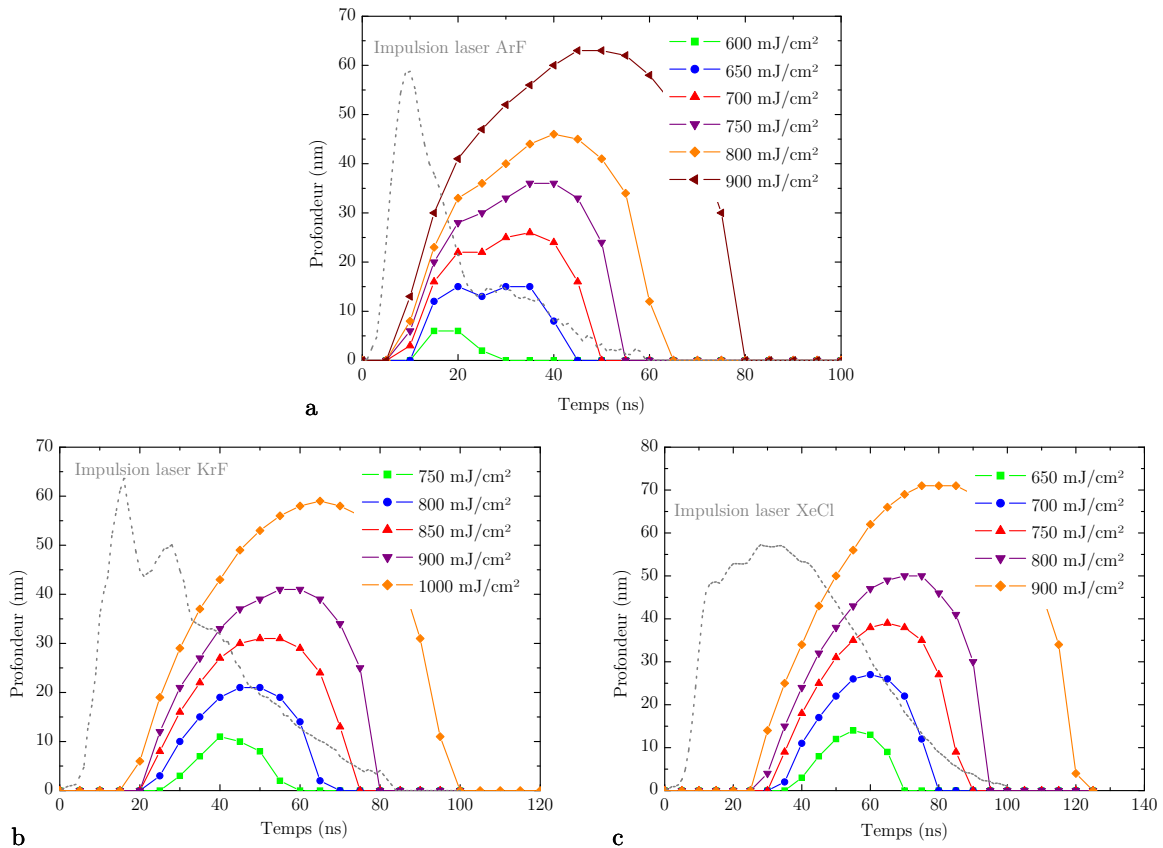 70
60
50
40
30
20
10
0
Profondeur (nm)
Impulsion laser ArF
600 mJ/cm²
650 mJ/cm²
700 mJ/cm²
750 mJ/cm²
800 mJ/cm²
900 mJ/cm²
0 20 40 60 80 100
Temps (ns)
a
70
60
50
40
30
20
10
0
Profondeur (nm)
Impulsion laser KrF
750 mJ/cm²
800 mJ/cm²
850 mJ/cm²
900 mJ/cm²
1000 mJ/cm²
0 20 40 60 80 100 120
Temps (ns)
b
80
70
60
50
40
30
20
10
0
Profondeur (nm)
Impulsion laser XeCl
650 mJ/cm²
700 mJ/cm²
750 mJ/cm²
800 mJ/cm²
900 mJ/cm²
0 20 40 60 80 100 120 140
Temps (ns)
c